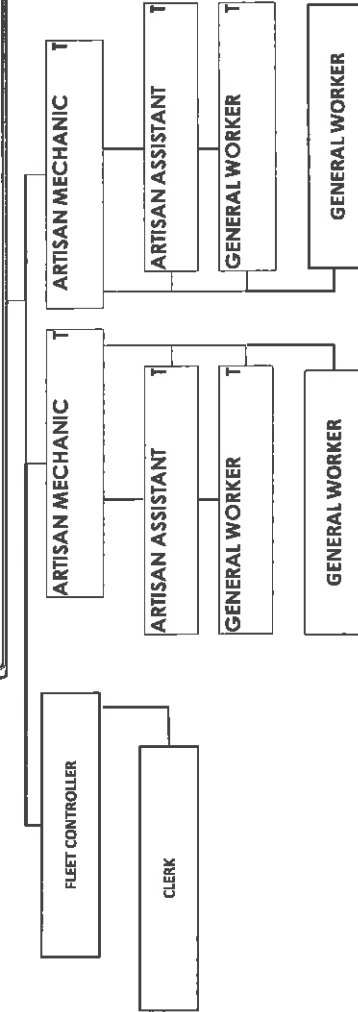 FLEET CONTROLLER
CLERK
ARTISAN MECHANIC T
ARTISAN ASSISTANT T
GENERAL WORKER T
GENERAL WORKER
ARTISAN MECHANIC T
ARTISAN ASSISTANT T
GENERAL WORKER T
GENERAL WORKER